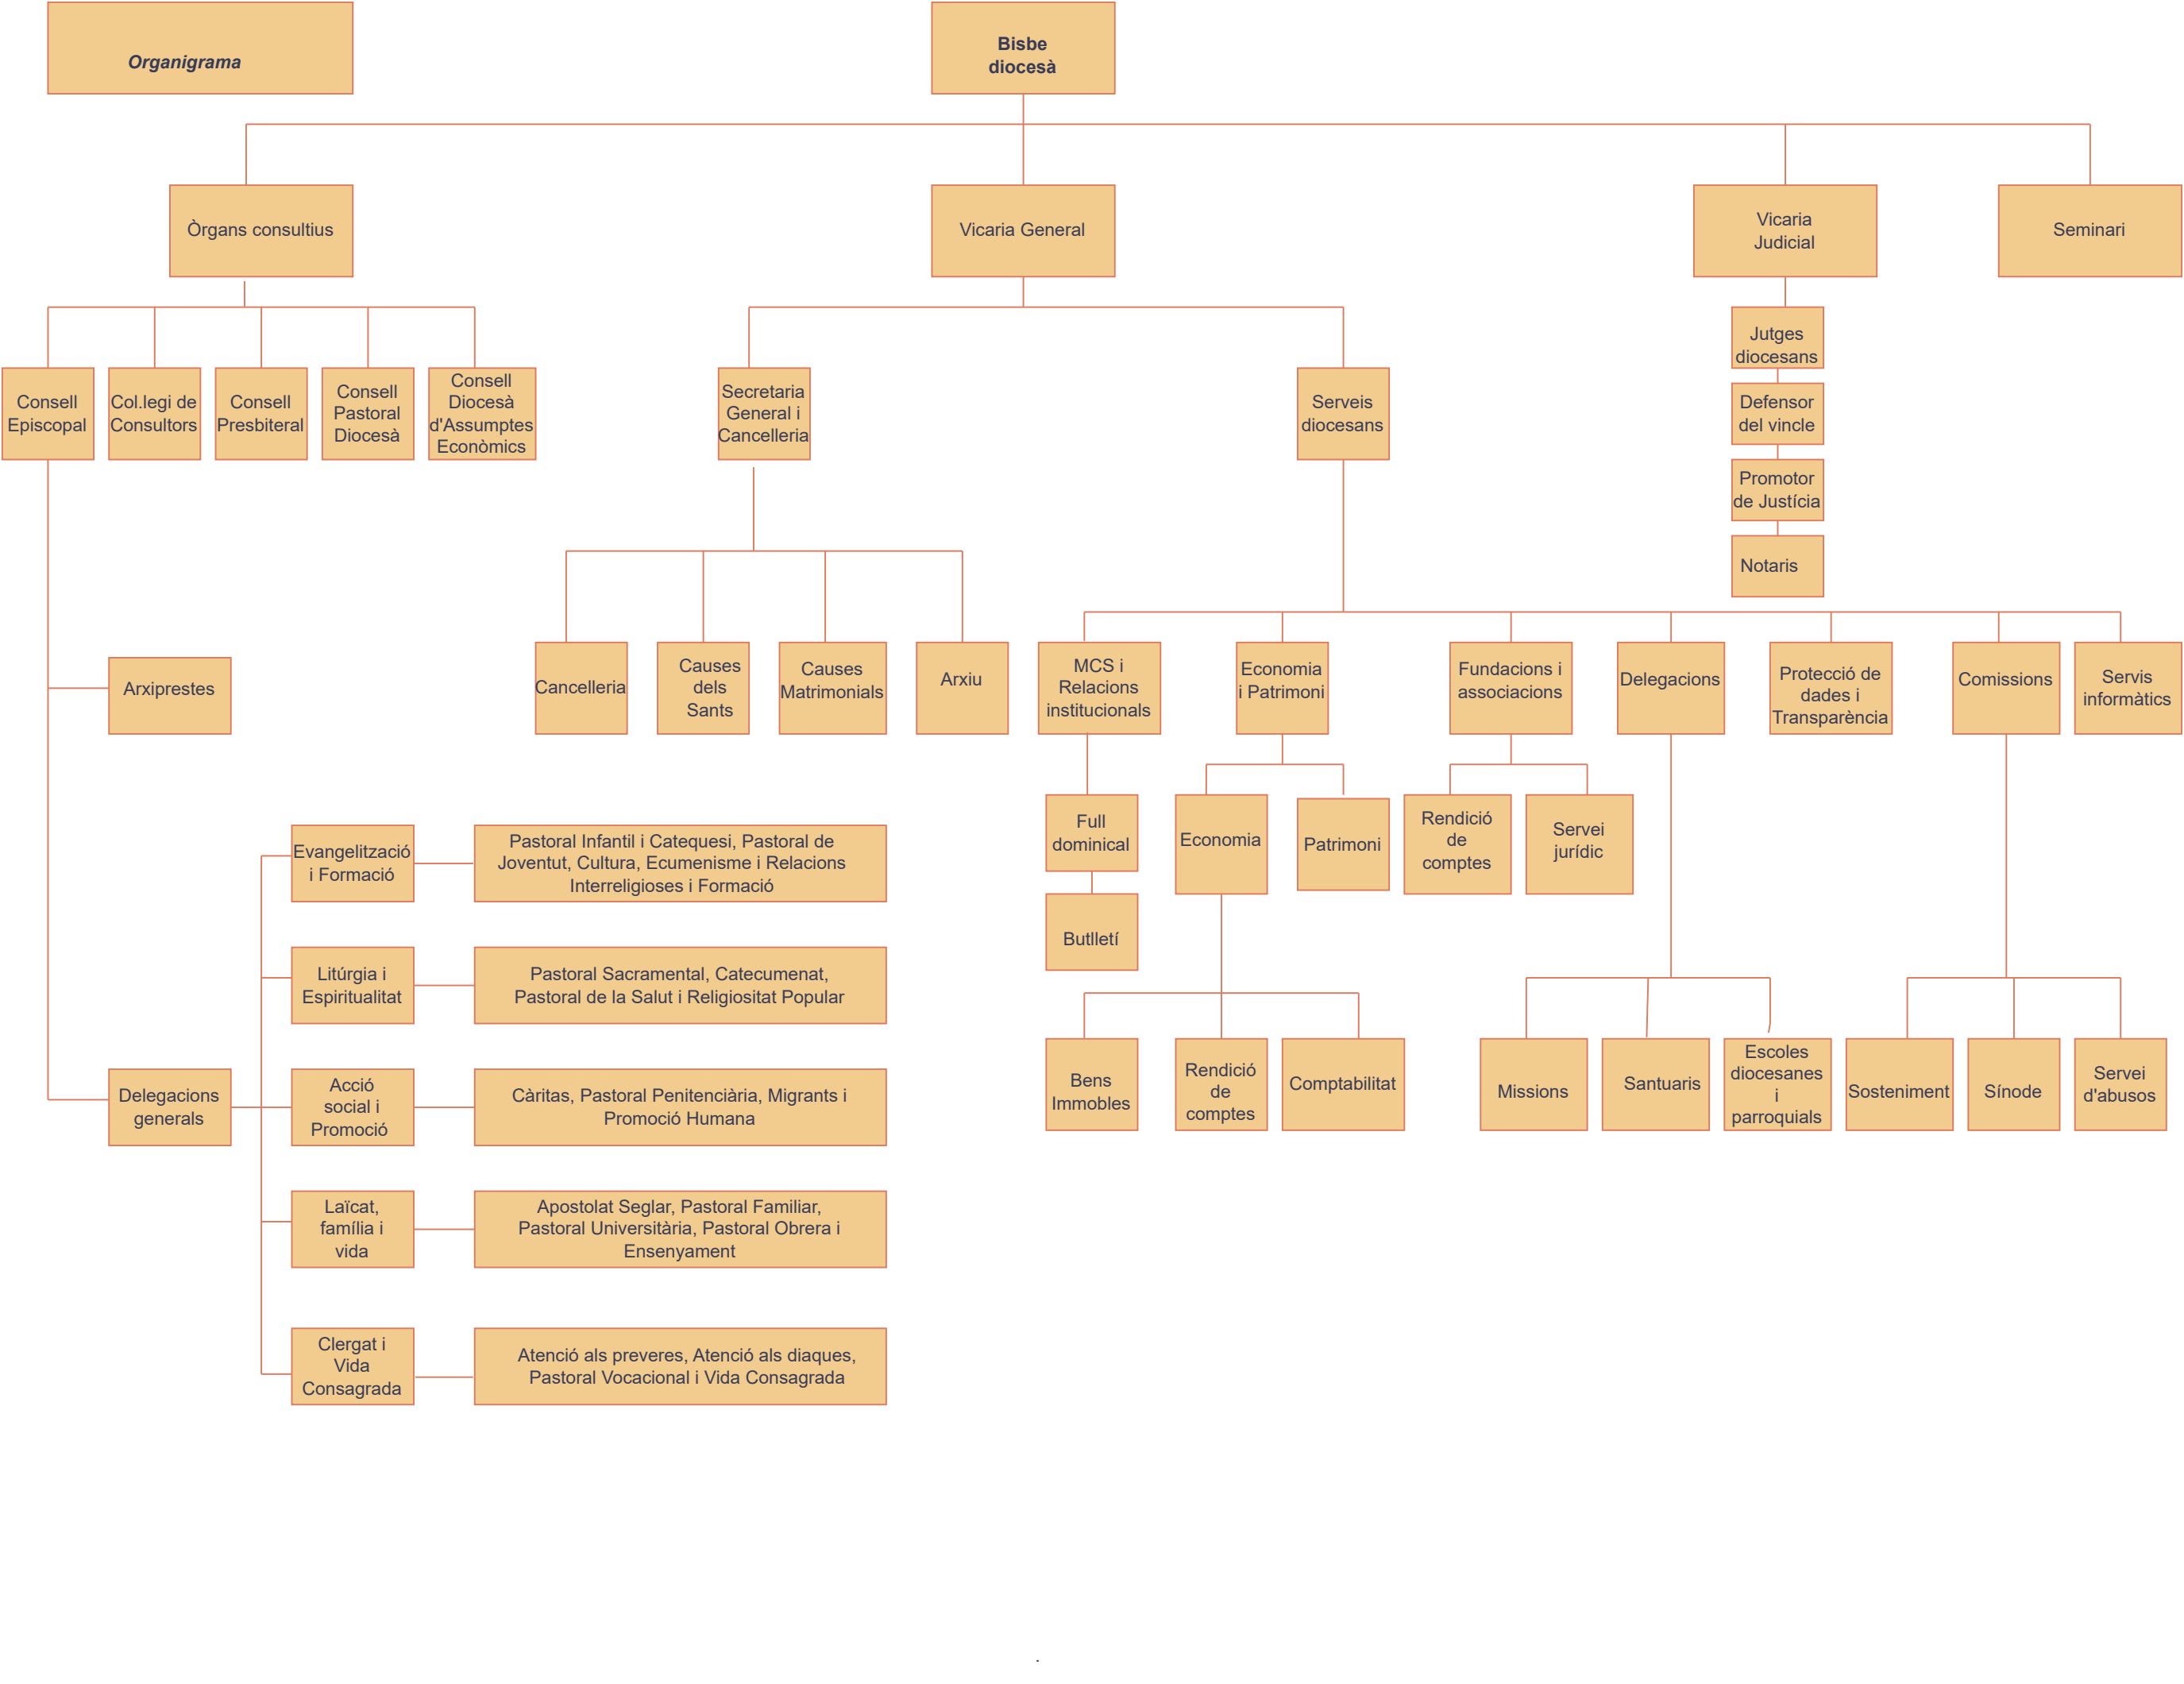 Organigrama
Bisbe
diocesà
Òrgans consultius
Vicaria General
Vicaria
Judicial
Seminari
Consell
Episcopal
Col.legi de
Consultors
Consell
Presbiteral
Consell
Pastoral
Diocesà
Consell
Diocesà
d'Assumptes
Econòmics
Secretaria
General i
Cancelleria
Serveis
diocesans
Jutges
diocesans
Defensor
del vincle
Promotor
de Justícia
Notaris
Arxiprestes
Cancelleria
Causes
dels
Sants
Causes
Matrimonials
Arxiu
MCS i
Relacions
institucionals
Economia
i Patrimoni
Fundacions i
associacions
Delegacions
Protecció de
dades i
Transparència
Comissions
Servis
informàtics
Full
dominical
Butlletí
Economia
Patrimoni
Rendició
de
comptes
Servei
jurídic
Evangelització
i Formació
Pastoral Infantil i Catequesi, Pastoral de
Joventut, Cultura, Ecumenisme i Relacions
Interreligioses i Formació
Litúrgia i
Espiritualitat
Pastoral Sacramental, Catecumenat,
Pastoral de la Salut i Religiositat Popular
Delegacions
generals
Acció
social i
Promoció
Càritas, Pastoral Penitenciària, Migrants i
Promoció Humana
Bens
Immobles
Rendició
de
comptes
Comptabilitat
Missions
Santuaris
Escoles
diocesanes
i
parroquials
Sosteniment
Sínode
Servei
d'abusos
Laïcat,
família i
vida
Apostolat Seglar, Pastoral Familiar,
Pastoral Universitària, Pastoral Obrera i
Ensenyament
Clergat i
Vida
Consagrada
Atenció als preveres, Atenció als diaques,
Pastoral Vocacional i Vida Consagrada
.